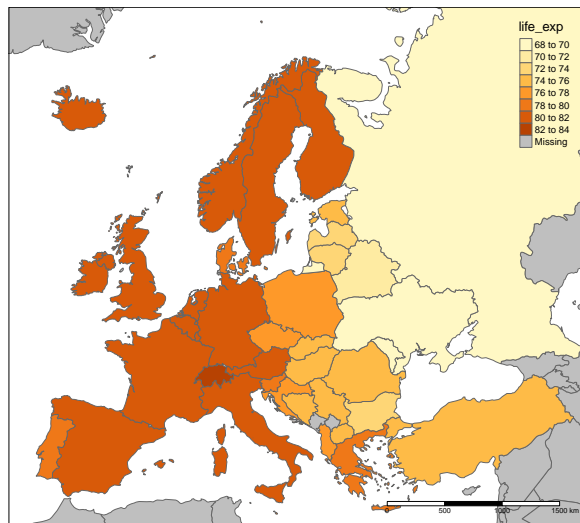 life_exp
68 to 70
70 to 72
72 to 74
74 to 76
76 to 78
78 to 80
80 to 82
82 to 84
Missing
0 500 1000 1500 km